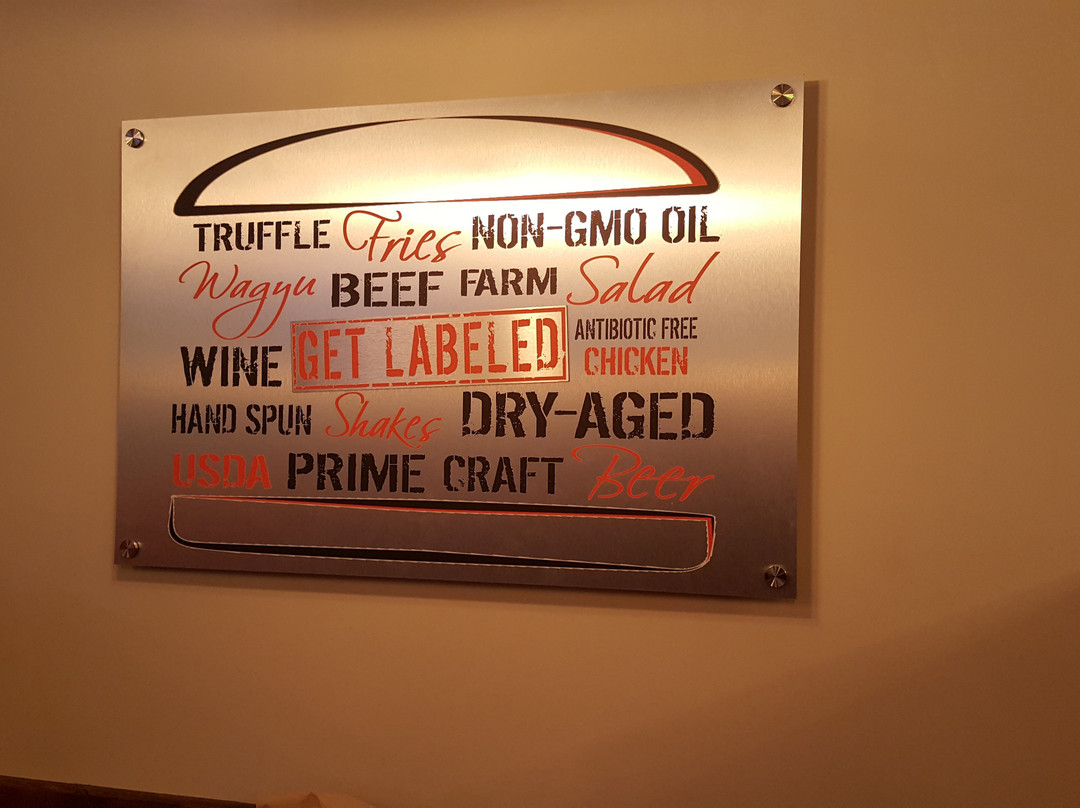 TRUFFLE Fries NON-GMO OIL
Wagyu BEEF FARM Salad
WINE GET LABELED ANTIBIOTIC FREE
CHICKEN
HAND SPUN Shakes DRY-AGED
USDA PRIME CRAFT Beer